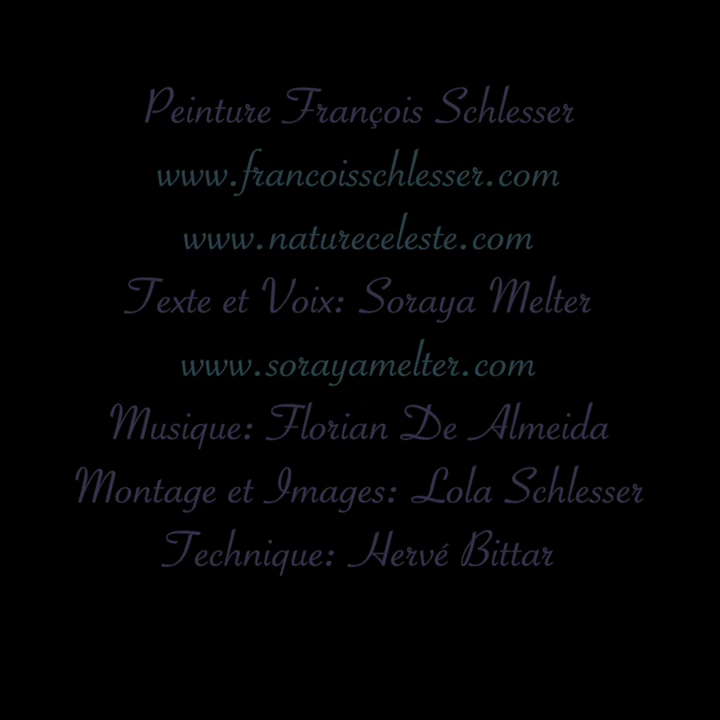 Peinture François Schlesser
www.francoisschlesser.com
www.natureceleste.com
Texte et Voix: Soraya Melter
www.sorayamelter.com
Musique: Florian De Almeida
Montage et Images: Lola Schlesser
Technique: Hervé Bittar